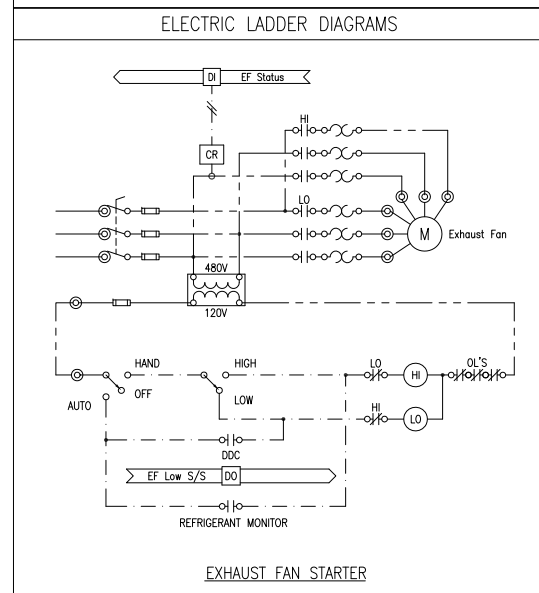 ELECTRIC LADDER DIAGRAMS
DI EF Status
HI
CR
LO
M Exhaust Fan
480V
120V
HAND HIGH LO HI OL'S
OFF
AUTO LOW
HI LO
DDC
EF Low S/S DO
REFRIGERANT MONITOR
EXHAUST FAN STARTER